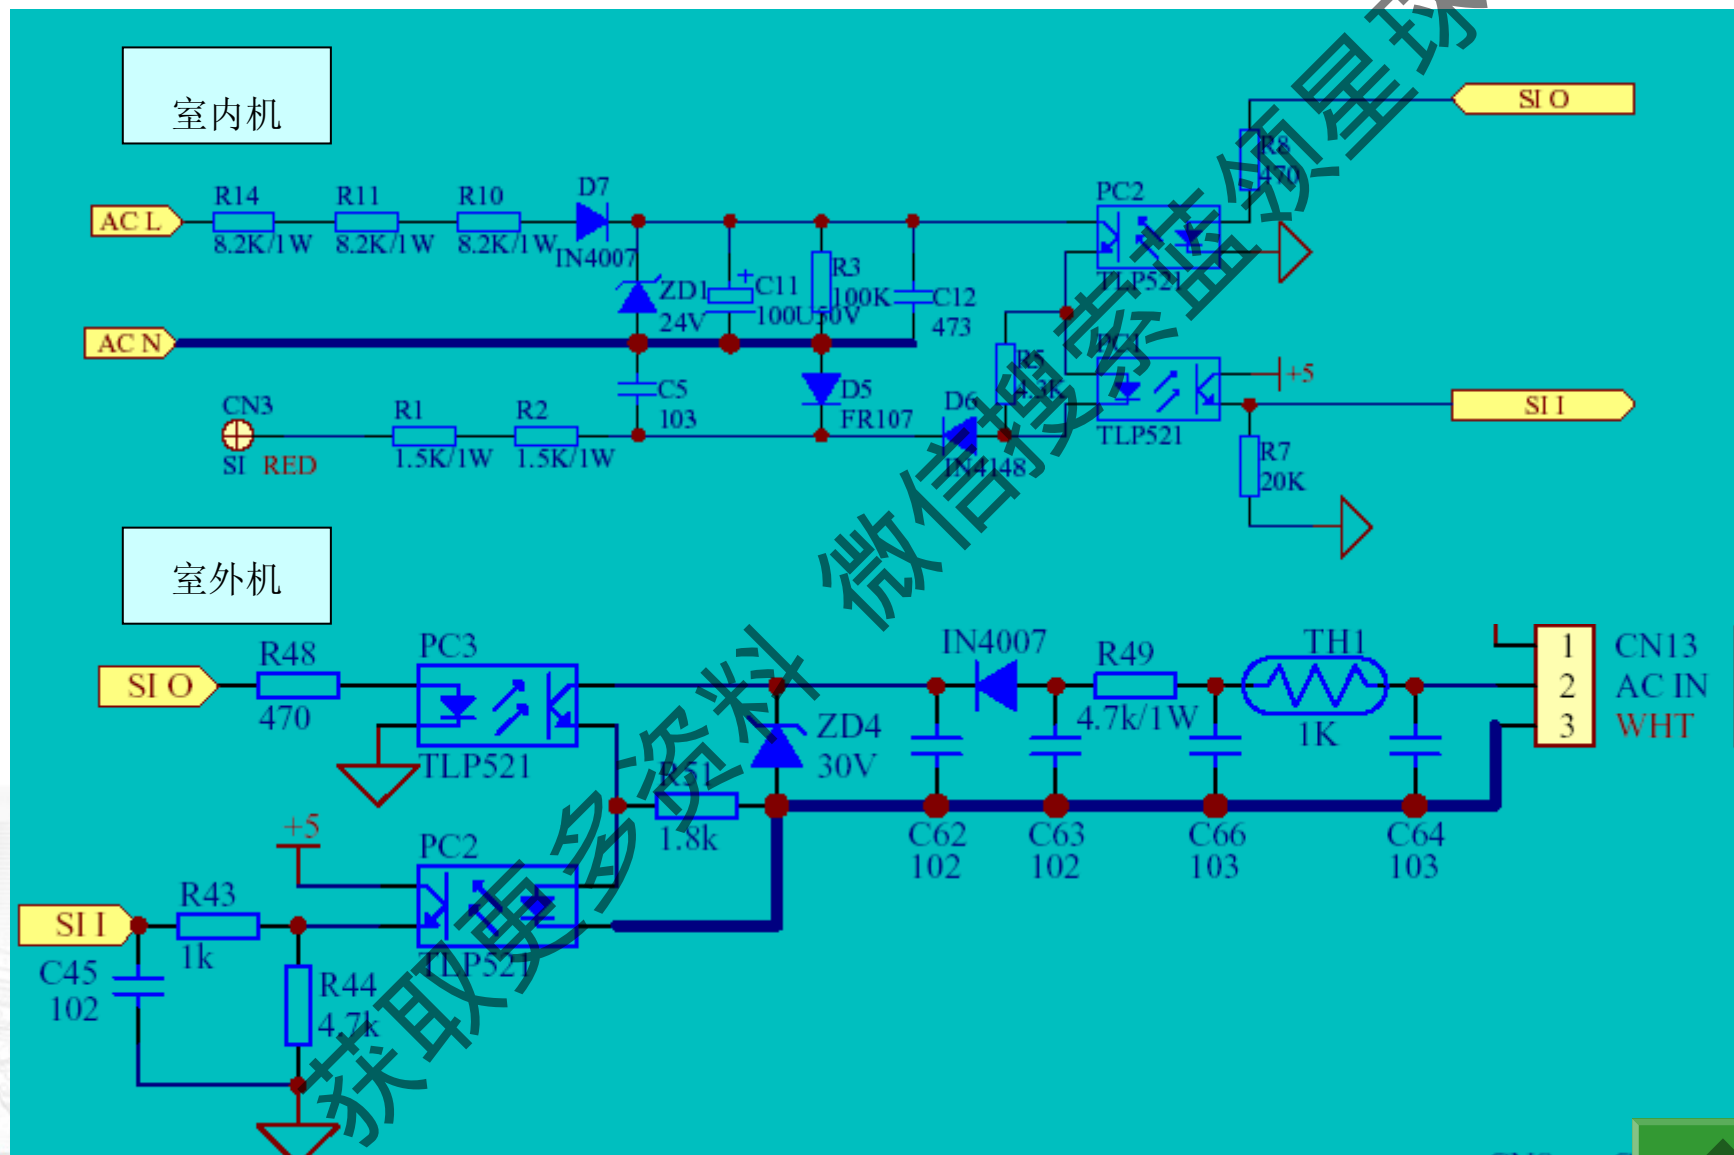 室内机
SI O
R8
470
R14
R11
R10
D7
PC2
AC L
8.2K/1W
8.2K/1W
8.2K/1W
IN4007
TLP521
ZD1
24V
C11
100U50V
R3
100K
C12
473
AC N
PC1
R5
4.3K
+5
C5
103
D5
FR107
D6
IN4148
TLP521
SI I
CN3
R1
R2
SI RED
1.5K/1W
1.5K/1W
R7
20K
室外机
PC3
IN4007
R49
TH1
1
CN13
R48
SI O
2
AC IN
470
4.7k/1W
1K
3
WHT
TLP521
ZD4
30V
R51
1.8k
C62
102
C63
102
C66
103
C64
103
+5
PC2
R43
SI I
1k
TLP521
C45
102
R44
4.7k
获取更多资料 微信搜索蓝领星球